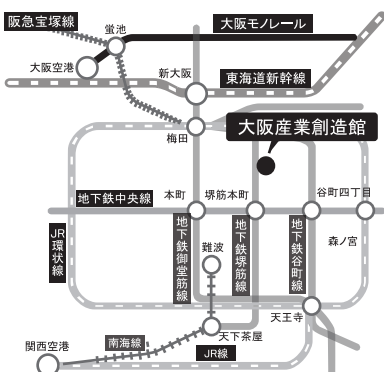 阪急宝塚線
蛍池
大阪モノレール
大阪空港
新大阪
東海道新幹線
梅田
大阪産業創造館
地下鉄中央線
本町
堺筋本町
谷町四丁目
JR環状線
地下鉄御堂筋線
難波
地下鉄堺筋線
地下鉄谷町線
森ノ宮
天王寺
南海線
天下茶屋
関西空港
JR線